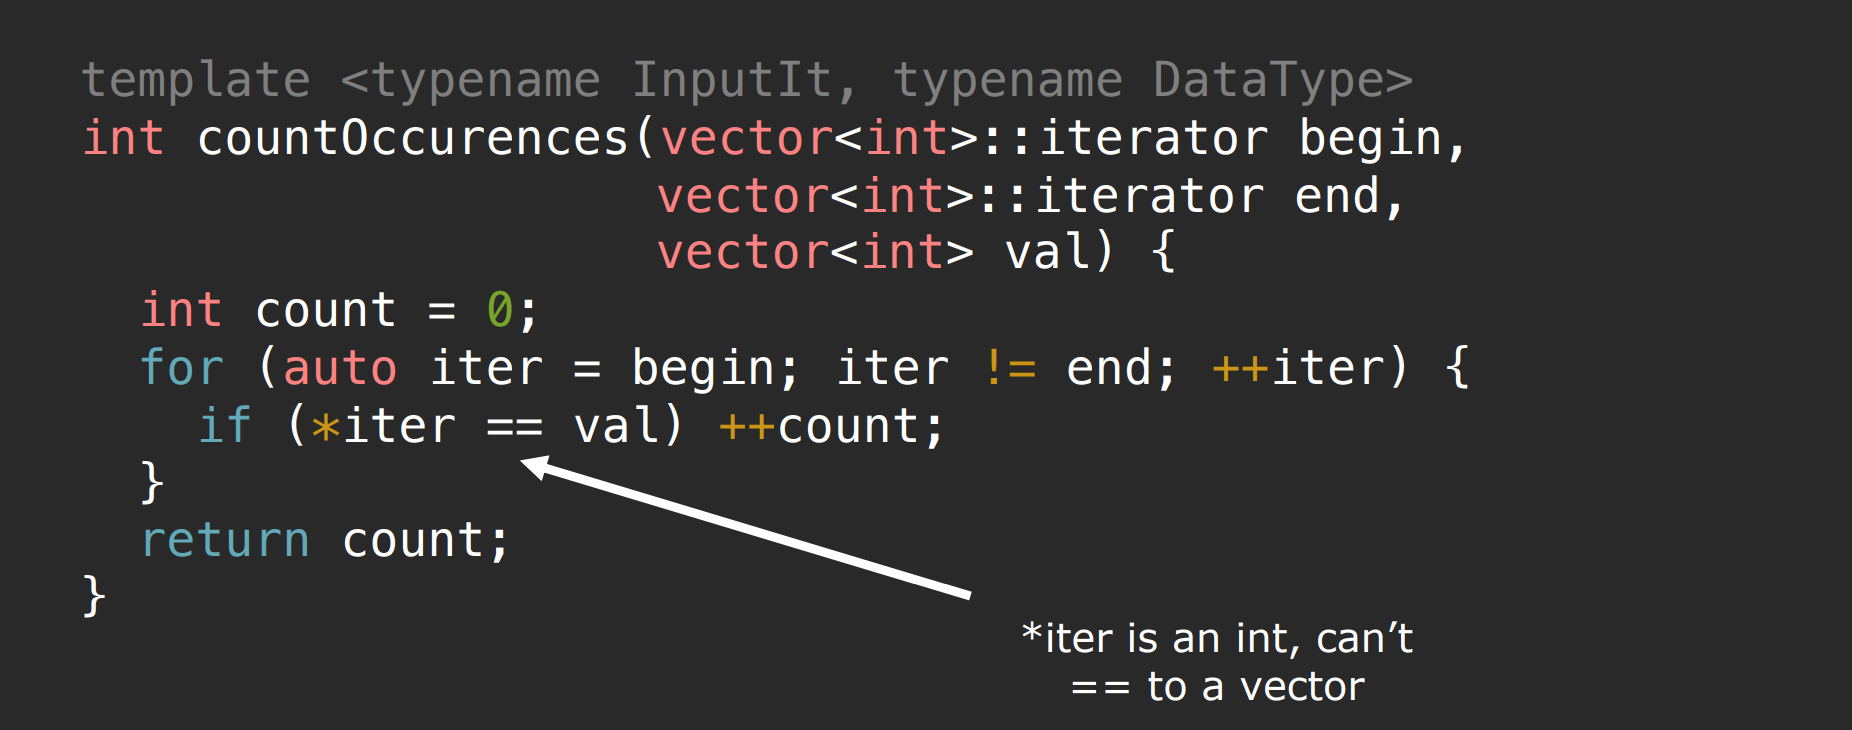 template <typename InputIt, typename DataType>
int countOccurences(vector<int>::iterator begin,
                    vector<int>::iterator end,
                    vector<int> val) {
  int count = 0;
  for (auto iter = begin; iter != end; ++iter) {
    if (*iter == val) ++count;
  }
  return count;
}
*iter is an int, can’t
== to a vector